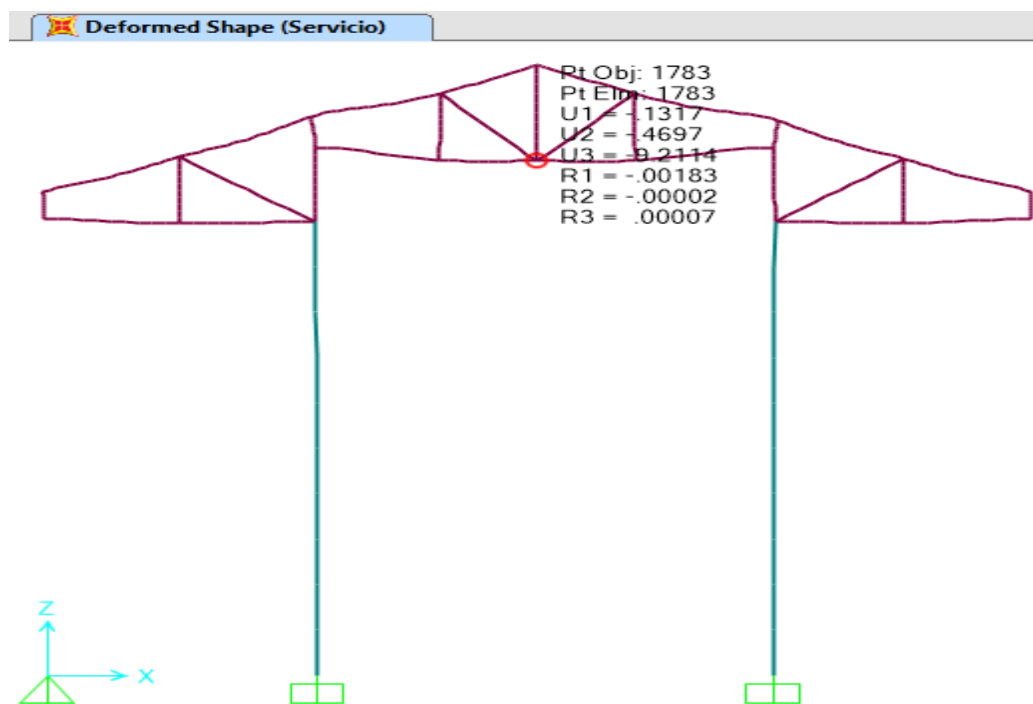 Deformed Shape (Servicio)
Pt Obj: 1783
Pt Elm: 1783
U1 = -.1317
U2 = -.4697
U3 = -9.2114
R1 = -.00183
R2 = -.00002
R3 = .00007
Z
X